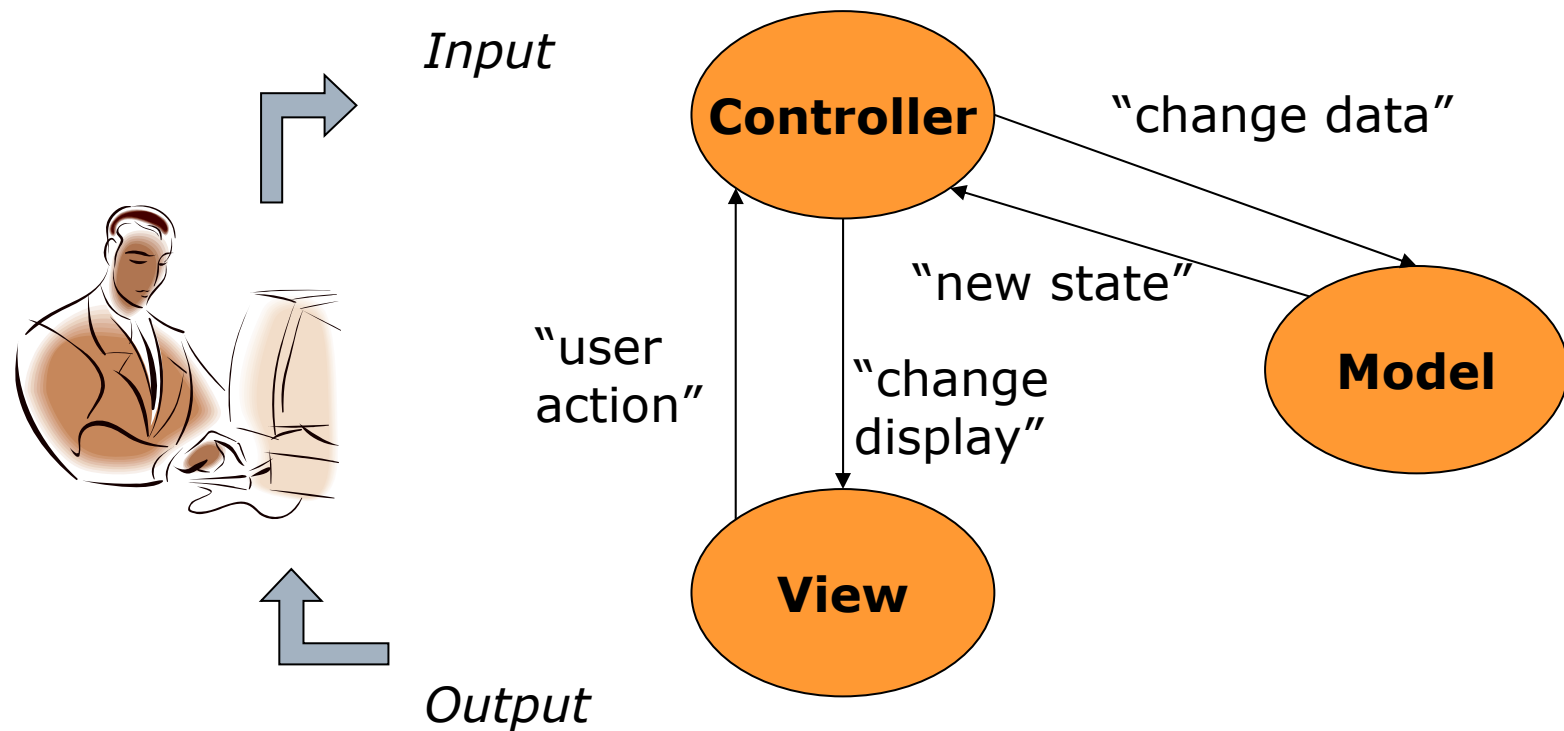 Input
Controller
“change data”
“new state”
“user
action”
“change
display”
Model
View
Output